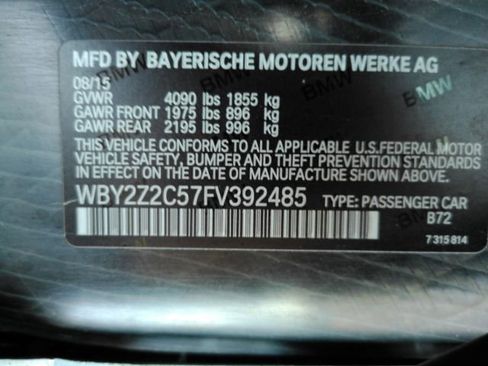 MFD BY BAYERISCHE MOTOREN WERKE AG
08/15
GVWR 4090 lbs 1855 kg
GAWR FRONT 1975 lbs 896 kg
GAWR REAR 2195 lbs 996 kg
THIS VEHICLE CONFORMS TO ALL APPLICABLE U.S.FEDERAL MOTOR
VEHICLE SAFETY, BUMPER, AND THEFT PREVENTION STANDARDS
IN EFFECT ON THE DATE OF MANUFACTURE SHOWN ABOVE.
WBY2Z2C57FV392485 TYPE: PASSENGER CAR
B72
7 315 814